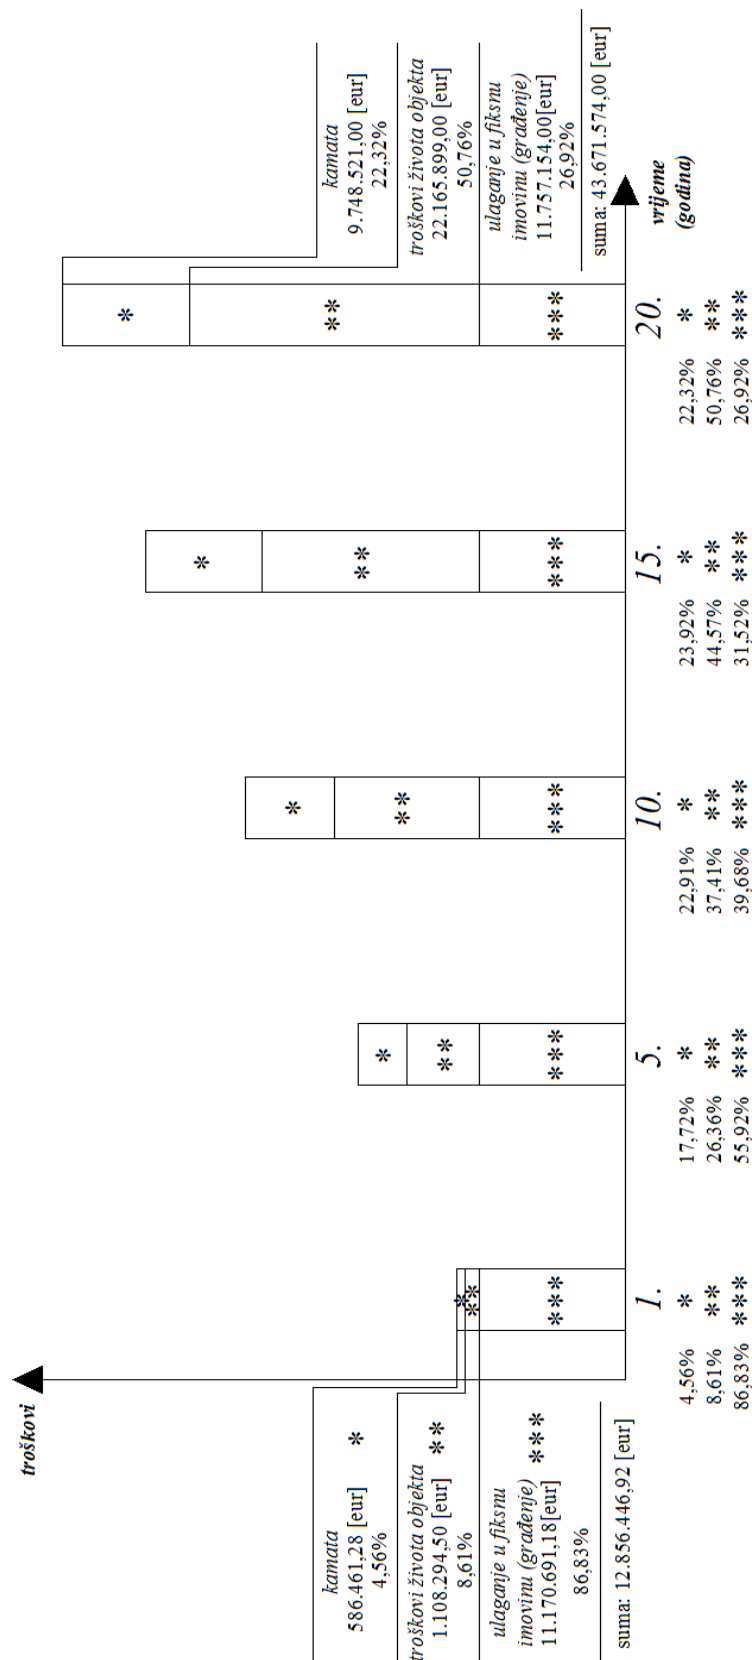 troškovi
kamata
586.461,28 [eur] *
4,56%
troškovi života objekta
1.108.294,50 [eur] **
8,61%
ulaganje u fiksnu
imovinu (građenje) ***
11.170.691,18[eur]
86,83%
suma: 12.856.446,92 [eur]
*
**
***
*
**
***
*
**
***
*
**
***
*
**
***
kamata
9.748.521,00 [eur]
22,32%
troškovi života objekta
22.165.899,00 [eur]
50,76%
ulaganje u fiksnu
imovinu (građenje)
11.757.154,00[eur]
26,92%
suma: 43.671.574,00 [eur]
vrijeme
(godina)
1.
4,56% *
8,61% **
86,83% ***
5.
17,72% *
26,36% **
55,92% ***
10.
22,91% *
37,41% **
39,68% ***
15.
23,92% *
44,57% **
31,52% ***
20.
22,32% *
50,76% **
26,92% ***